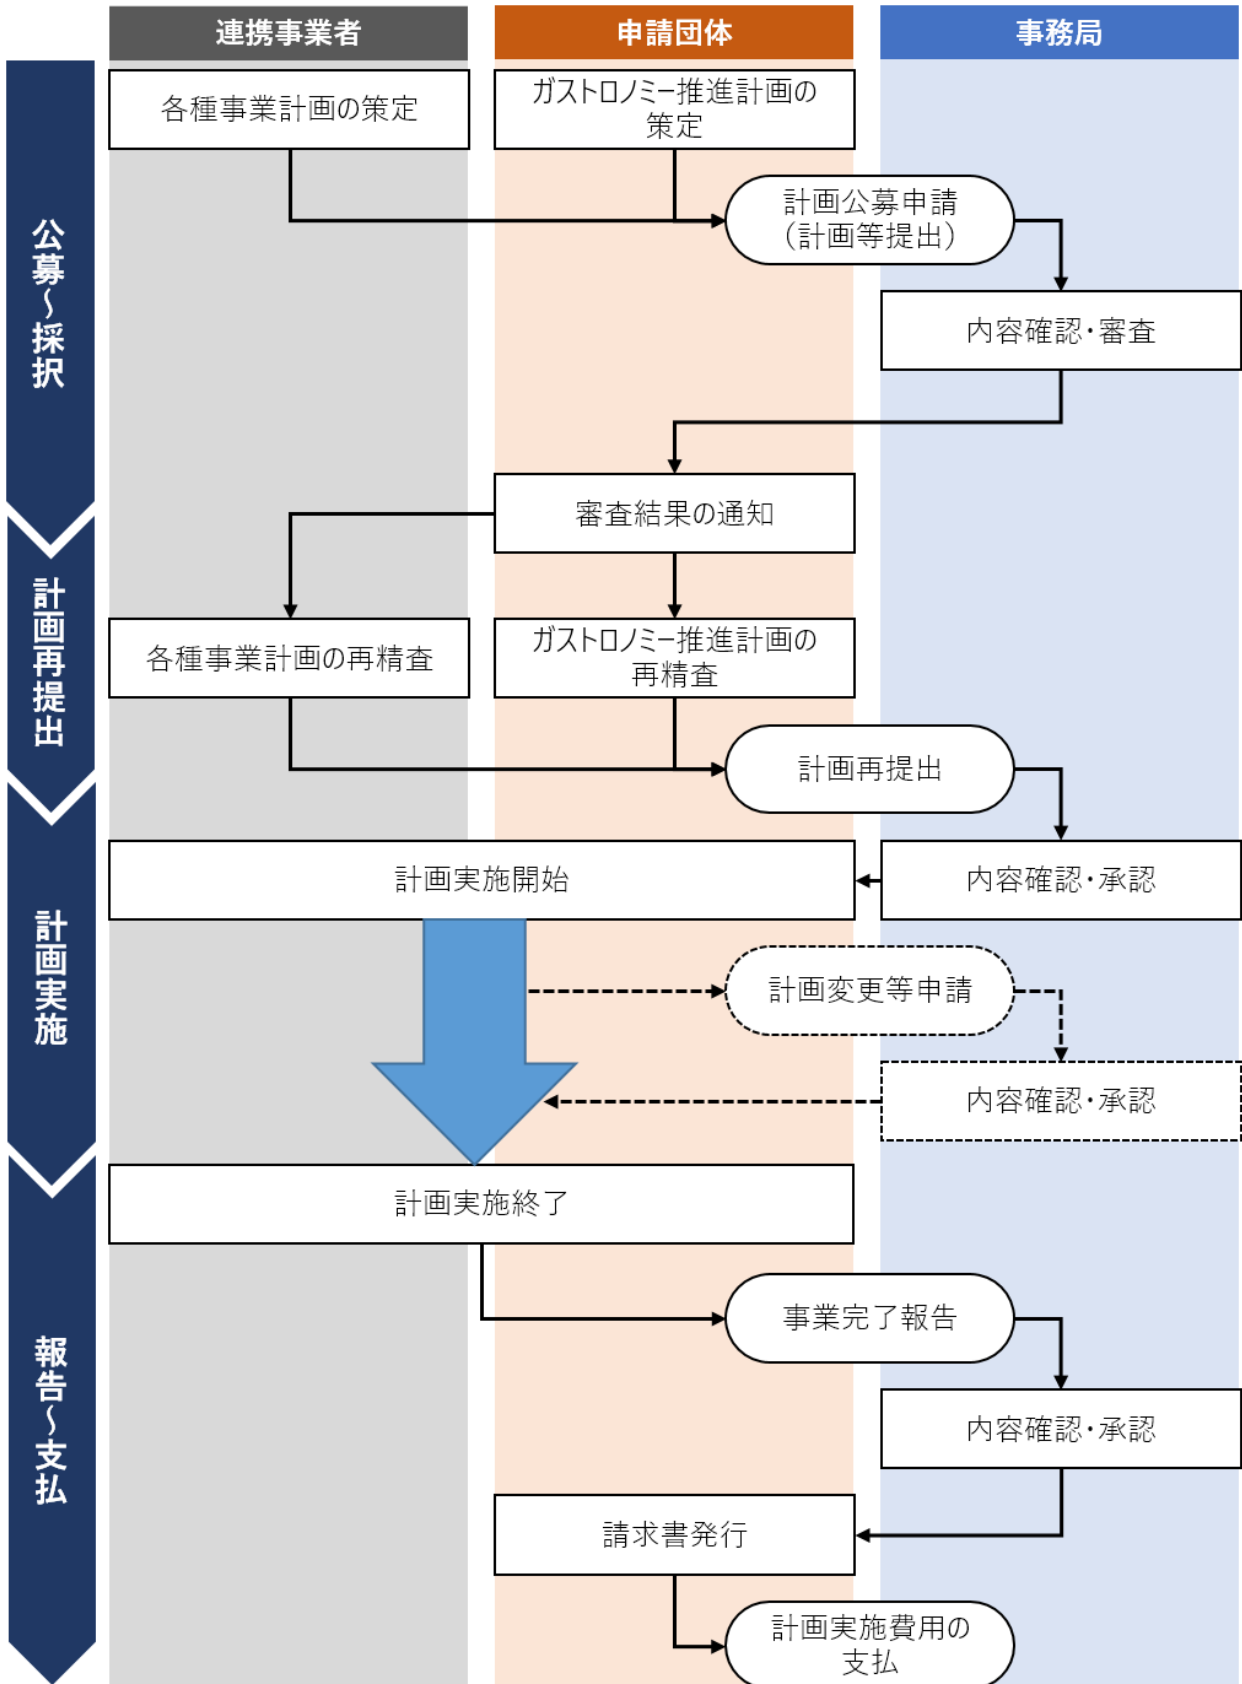 連携事業者
申請団体
事務局
公募～採択
各種事業計画の策定
ガストロノミー推進計画の
策定
計画公募申請
（計画等提出）
内容確認・審査
審査結果の通知
計画再提出
各種事業計画の再精査
ガストロノミー推進計画の
再精査
計画再提出
計画実施
計画実施開始
内容確認・承認
計画変更等申請
内容確認・承認
計画実施終了
報告～支払
事業完了報告
内容確認・承認
請求書発行
計画実施費用の
支払